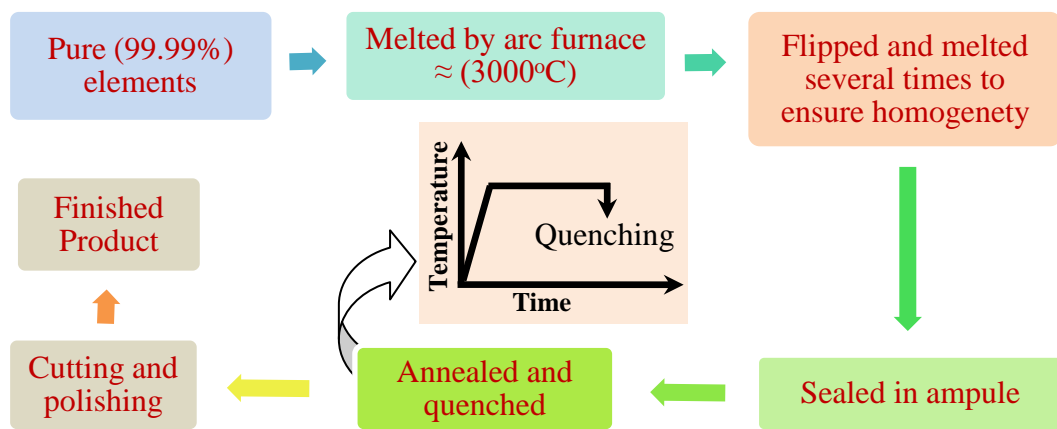 Pure (99.99%)
elements
Melted by arc furnace
≈ (3000ºC)
Flipped and melted
several times to
ensure homogenety
Sealed in ampule
Annealed and
quenched
Temperature
Quenching
Time
Cutting and
polishing
Finished
Product